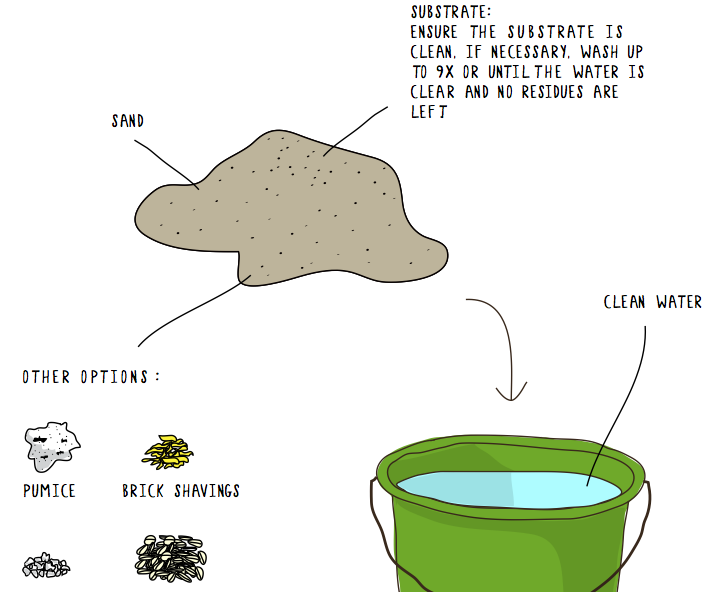 SUBSTRATE:
ENSURE THE SUBSTRATE IS
CLEAN. IF NECESSARY, WASH UP
TO 9X OR UNTIL THE WATER IS
CLEAR AND NO RESIDUES ARE
LEFT
SAND
CLEAN WATER
OTHER OPTIONS:
PUMICE
BRICK SHAVINGS